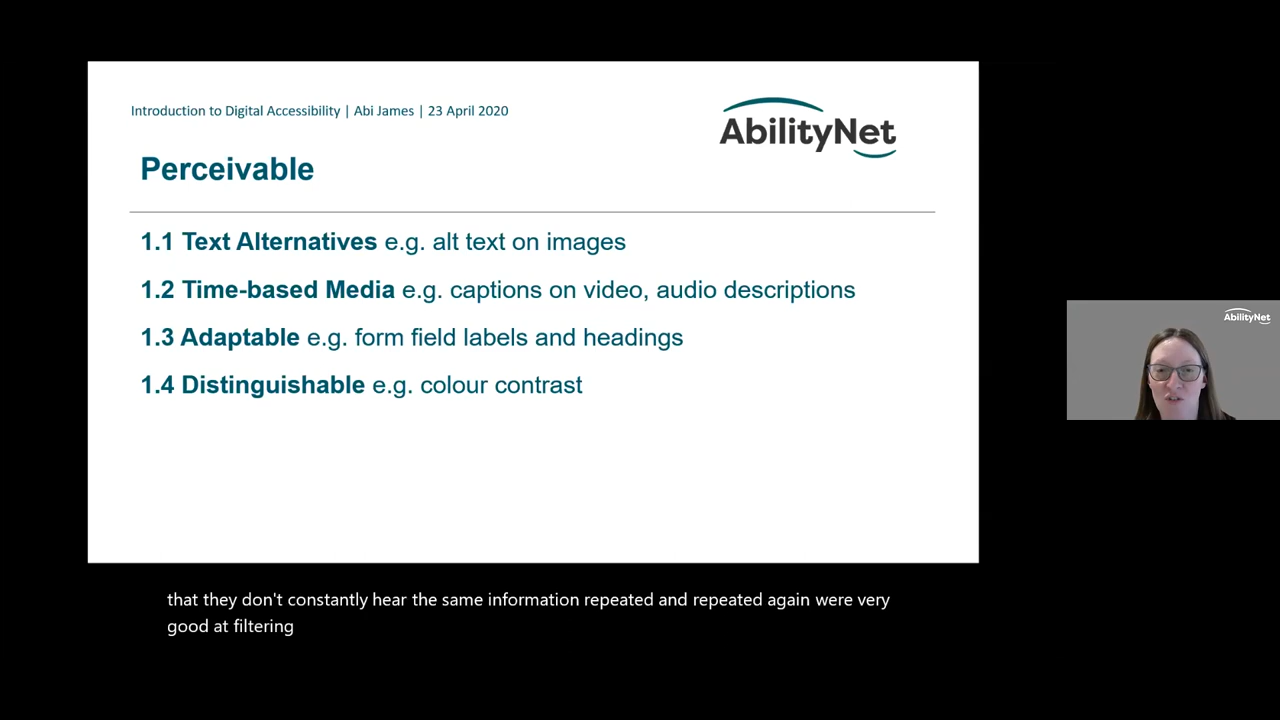 Introduction to Digital Accessibility | Abi James | 23 April 2020
AbilityNet
Perceivable
1.1 Text Alternatives e.g. alt text on images
1.2 Time-based Media e.g. captions on video, audio descriptions
1.3 Adaptable e.g. form field labels and headings
1.4 Distinguishable e.g. colour contrast
AbilityNet
that they don't constantly hear the same information repeated and repeated again were very
good at filtering